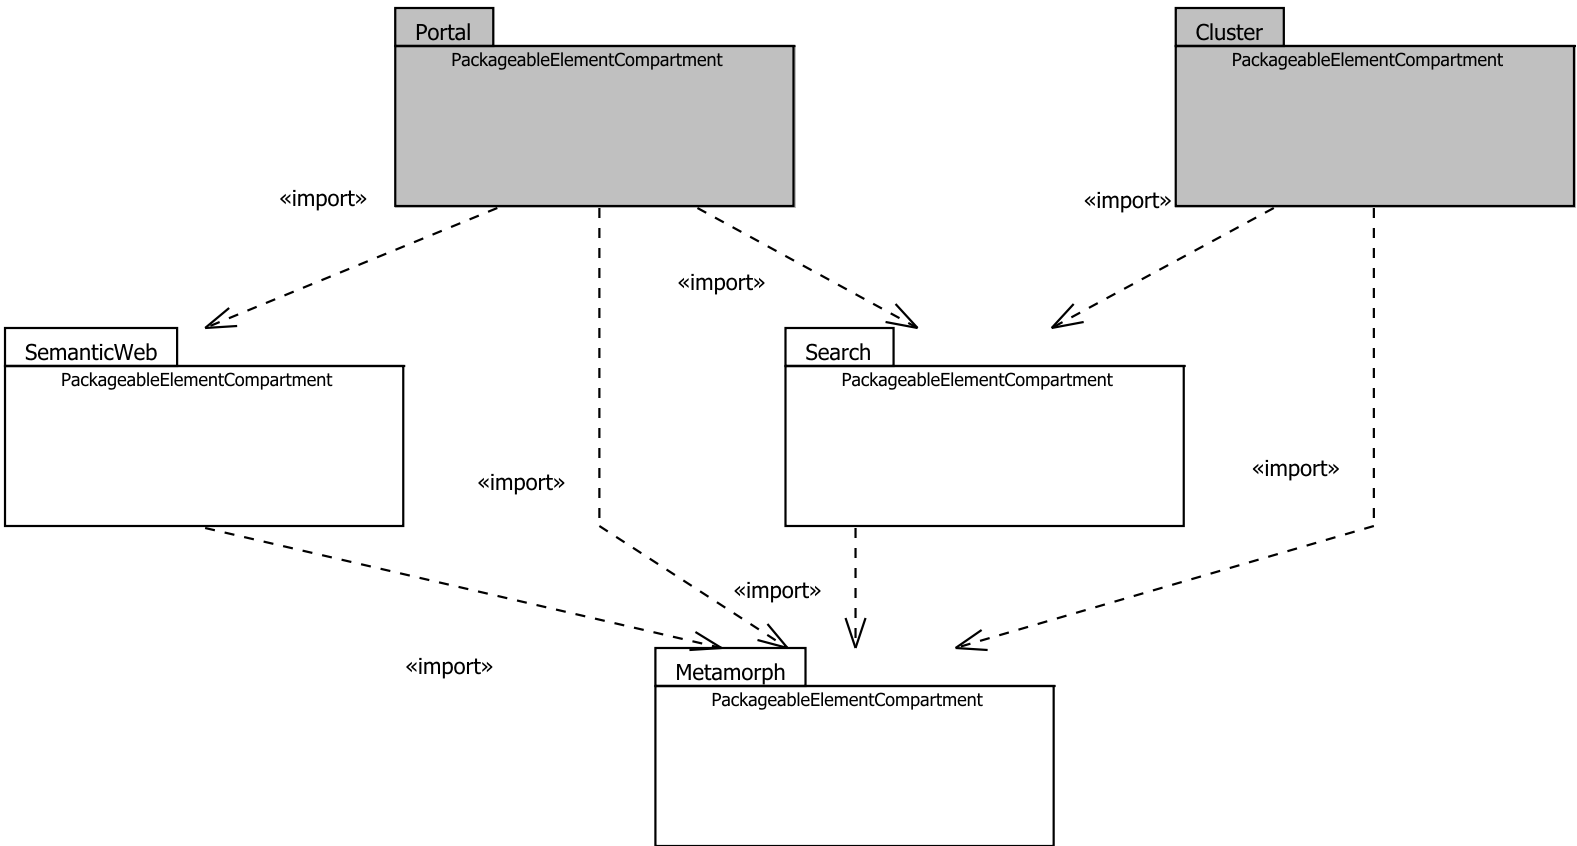 Portal
PackageableElementCompartment
Cluster
PackageableElementCompartment
«import»
«import»
«import»
SemanticWeb
PackageableElementCompartment
Search
PackageableElementCompartment
«import»
«import»
«import»
«import»
Metamorph
PackageableElementCompartment